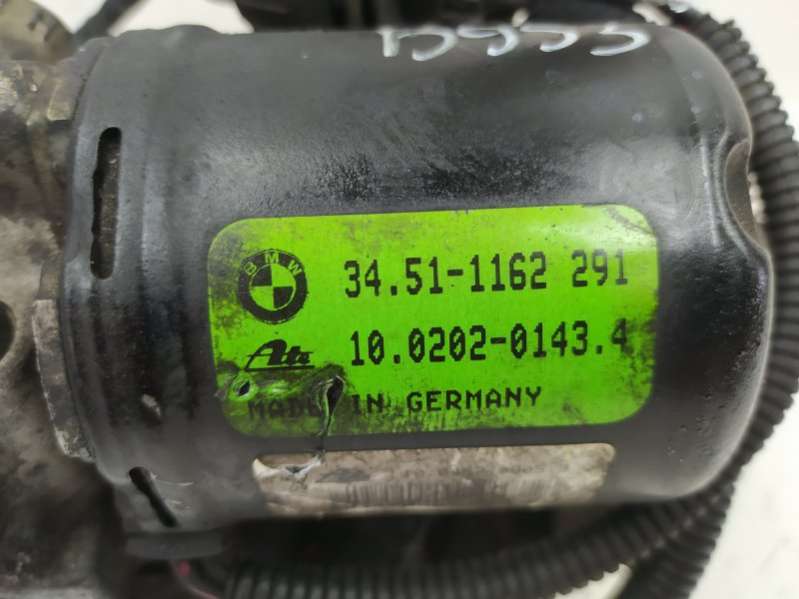 BMW
34.51-1162 291
Ate 10.0202-0143.4
MADE IN GERMANY